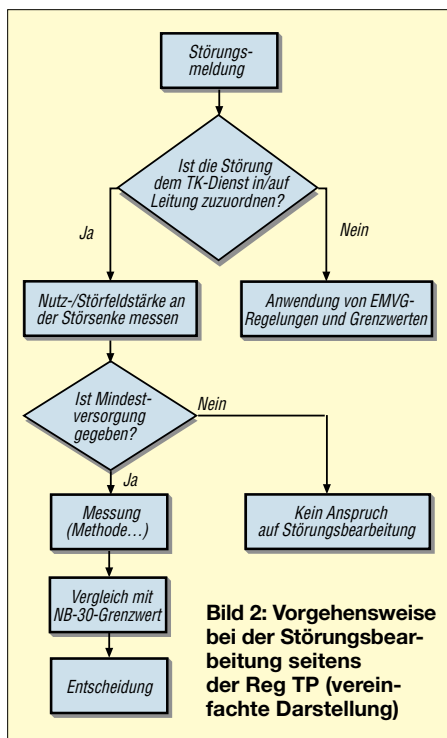 Störungs-
meldung
Ist die Störung
dem TK-Dienst in/auf
Leitung zuzuordnen?
Ja
Nein
Nutz-/Störfeldstärke an
der Störsenke messen
Anwendung von EMVG-
Regelungen und Grenzwerten
Ist Mindest-
versorgung
gegeben?
Nein
Ja
Messung
(Methode…)
Kein Anspruch
auf Störungsbearbeitung
Vergleich mit
NB-30-Grenzwert
Entscheidung
Bild 2: Vorgehensweise
bei der Störungsbear-
beitung seitens
der Reg TP (verein-
fachte Darstellung)